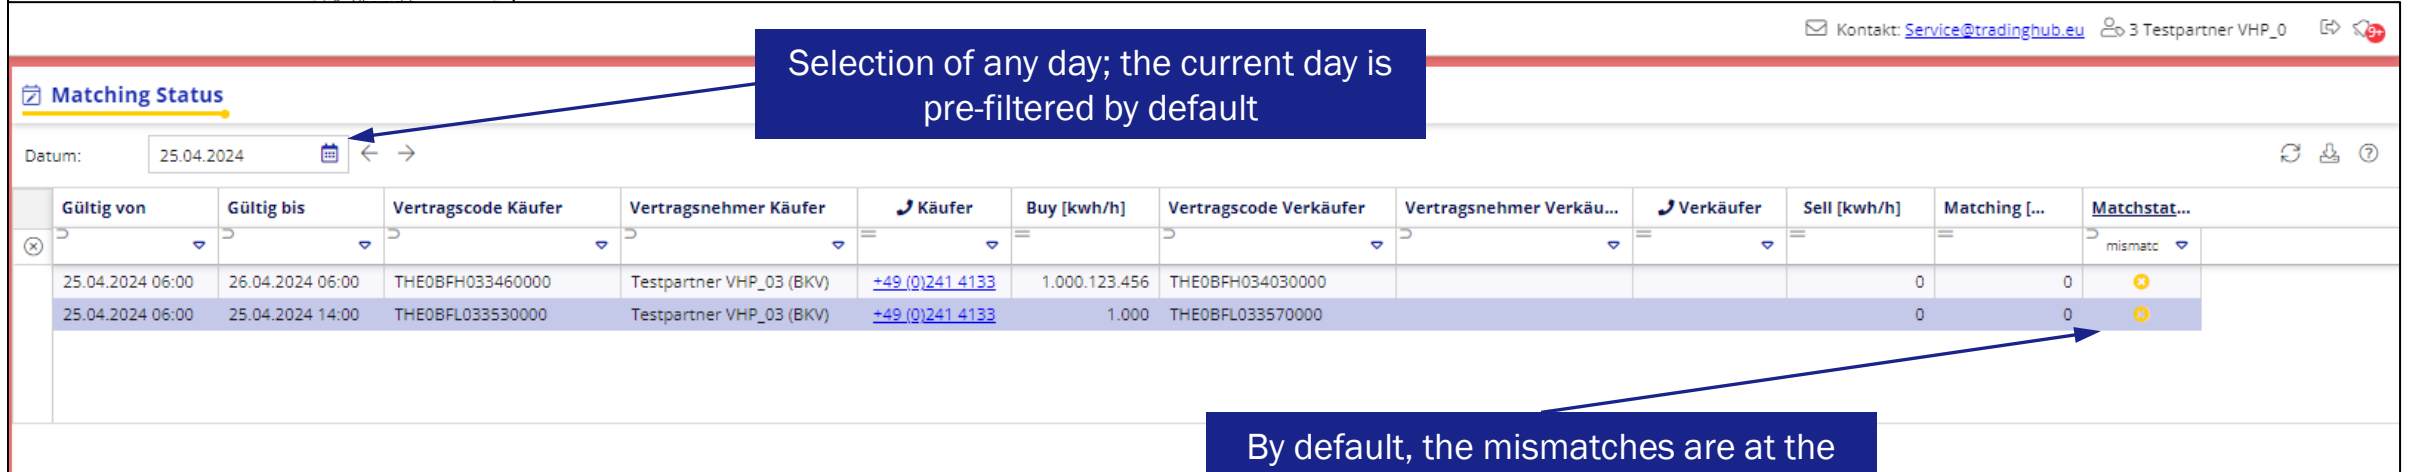 Kontakt: Service@tradinghub.eu 3 Testpartner VHP_0 9+
Selection of any day; the current day is
pre-filtered by default
Matching Status
Datum: 25.04.2024
Gültig von Gültig bis Vertragscode Käufer Vertragsnehmer Käufer Käufer Buy [kwh/h] Vertragscode Verkäufer Vertragsnehmer Verkäu... Verkäufer Sell [kwh/h] Matching [... Matchstat...
mismatc
25.04.2024 06:00 26.04.2024 06:00 THE0BFH033460000 Testpartner VHP_03 (BKV) +49 (0)241 4133 1.000.123.456 THE0BFH034030000 0 0
25.04.2024 06:00 25.04.2024 14:00 THE0BFL033530000 Testpartner VHP_03 (BKV) +49 (0)241 4133 1.000 THE0BFL033570000 0 0
By default, the mismatches are at the